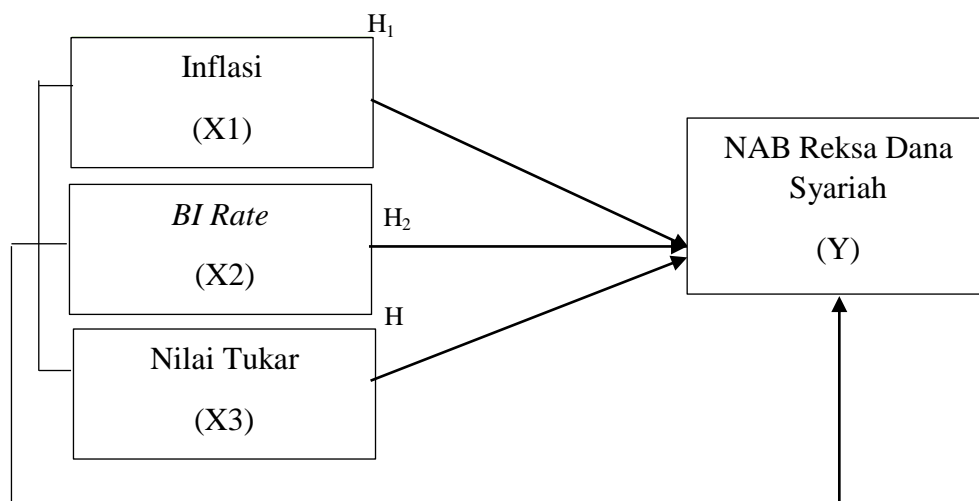 H₁
Inflasi
(X1)
BI Rate
(X2)
H₂
Nilai Tukar
(X3)
H
NAB Reksa Dana
Syariah
(Y)